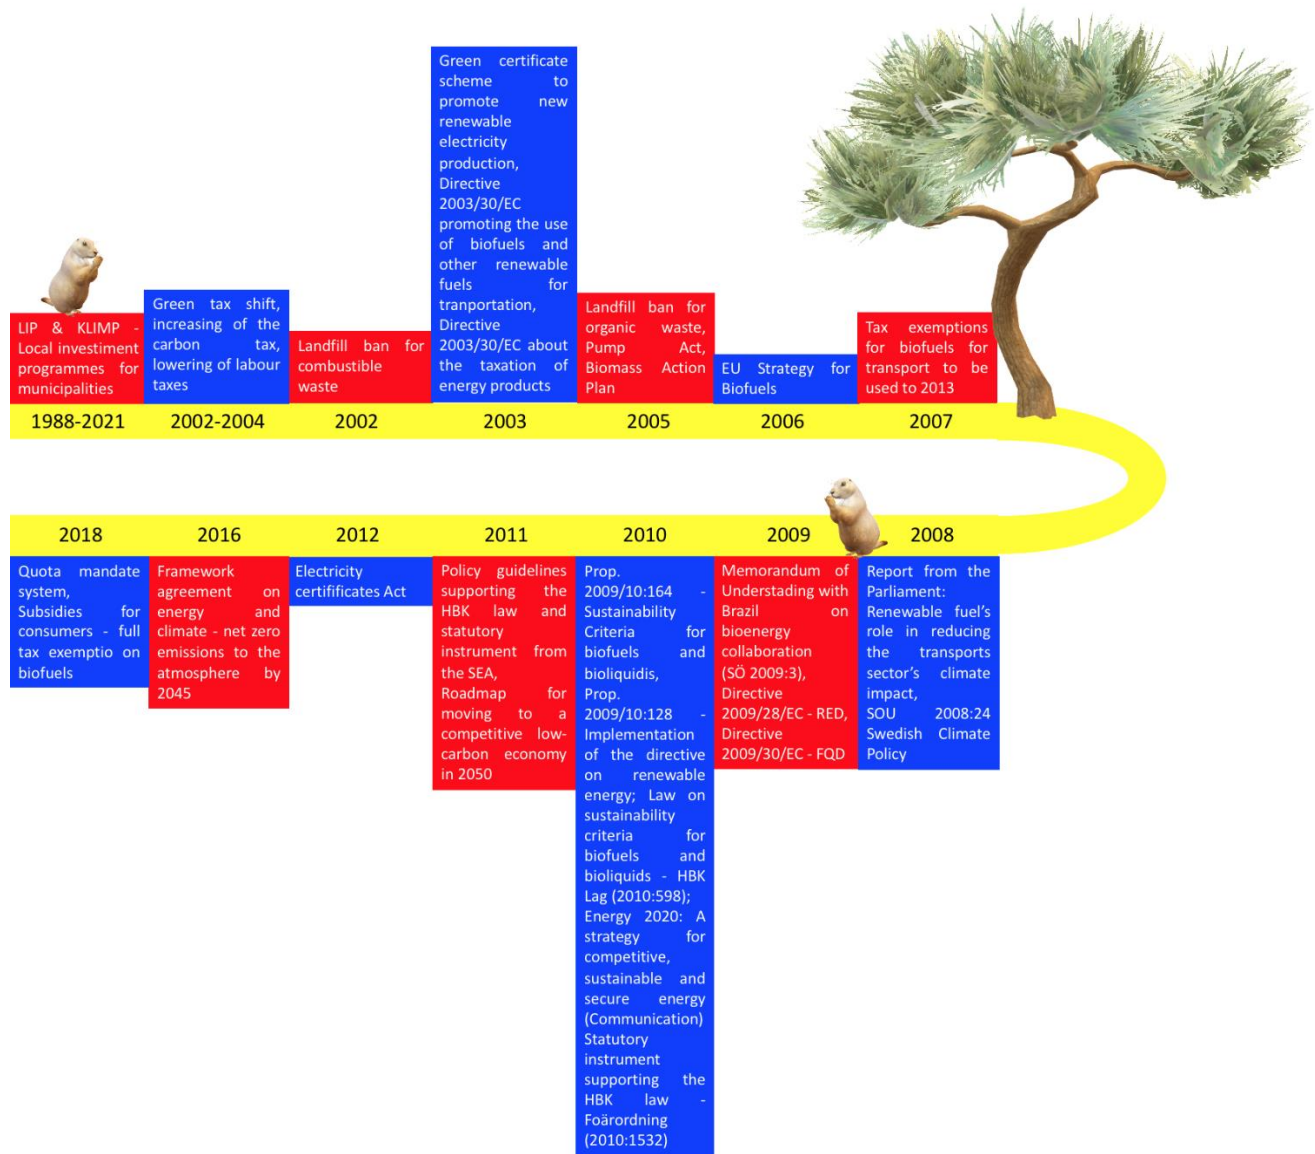 LIP & KLIMP -
Local investiment
programmes for
municipalities
1988-2021
Green tax shift,
increasing of the
carbon tax,
lowering of labour
taxes
2002-2004
Landfill ban for
combustible
waste
2002
Green certificate
scheme to
promote new
renewable
electricity
production,
Directive
2003/30/EC
promoting the use
of biofuels and
other renewable
fuels for
tranportation,
Directive
2003/30/EC about
the taxation of
energy products
2003
Landfill ban for
organic waste,
Pump Act,
Biomass Action
Plan
2005
EU Strategy for
Biofuels
2006
Tax exemptions
for biofuels for
transport to be
used to 2013
2007
2018
Quota mandate
system,
Subsidies for
consumers - full
tax exemptio on
biofuels
2016
Framework
agreement on
energy and
climate - net zero
emissions to the
atmosphere by
2045
2012
Electricity
certifificates Act
2011
Policy guidelines
supporting the
HBK law and
statutory
instrument from
the SEA,
Roadmap for
moving to a
competitive low-
carbon economy
in 2050
2010
Prop.
2009/10:164 -
Sustainability
Criteria for
biofuels and
bioliquidis,
Prop.
2009/10:128 -
Implementation
of the directive
on renewable
energy; Law on
sustainability
criteria for
biofuels and
bioliquids - HBK
Lag (2010:598);
Energy 2020: A
strategy for
competitive,
sustainable and
secure energy
(Communication)
Statutory
instrument
supporting the
HBK law -
Foärordning
(2010:1532)
2009
Memorandum of
Understading with
Brazil on
bioenergy
collaboration
(SÖ 2009:3),
Directive
2009/28/EC - RED,
Directive
2009/30/EC - FQD
2008
Report from the
Parliament:
Renewable fuel's
role in reducing
the transports
sector's climate
impact,
SOU 2008:24
Swedish Climate
Policy